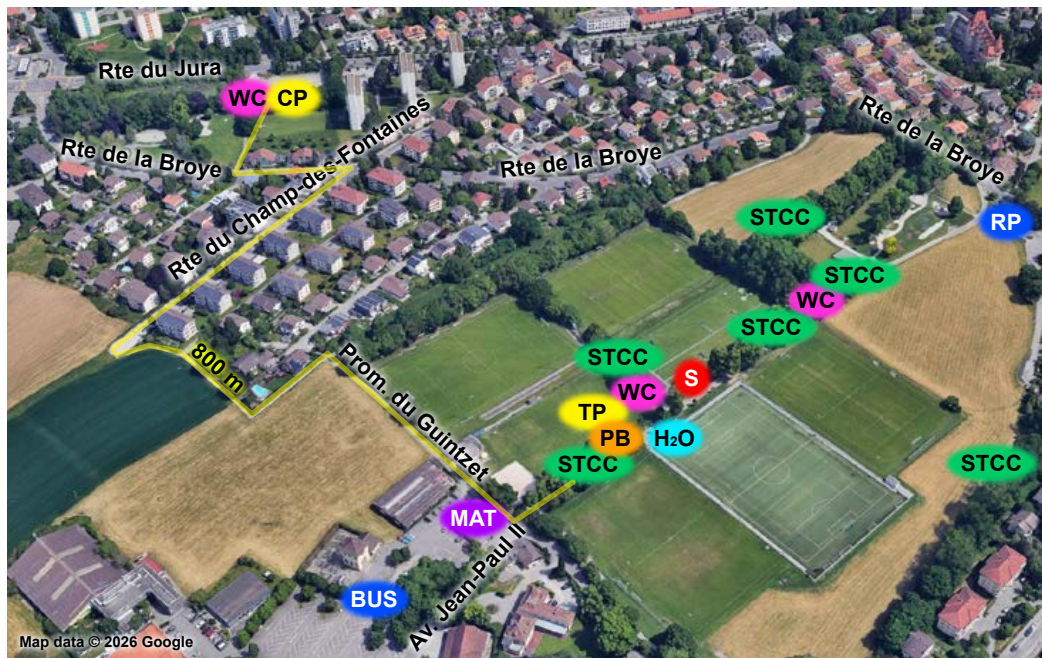 Rte du Jura
WC
CP
Rte de la Broye
Rte du Champ-des-Fontaines
Rte de la Broye
Rte de la Broye
STCC
RP
STCC
WC
STCC
800 m
Prom. du Guintzet
STCC
WC
S
TP
PB
H₂O
STCC
STCC
MAT
Av. Jean-Paul II
BUS
Map data © 2026 Google